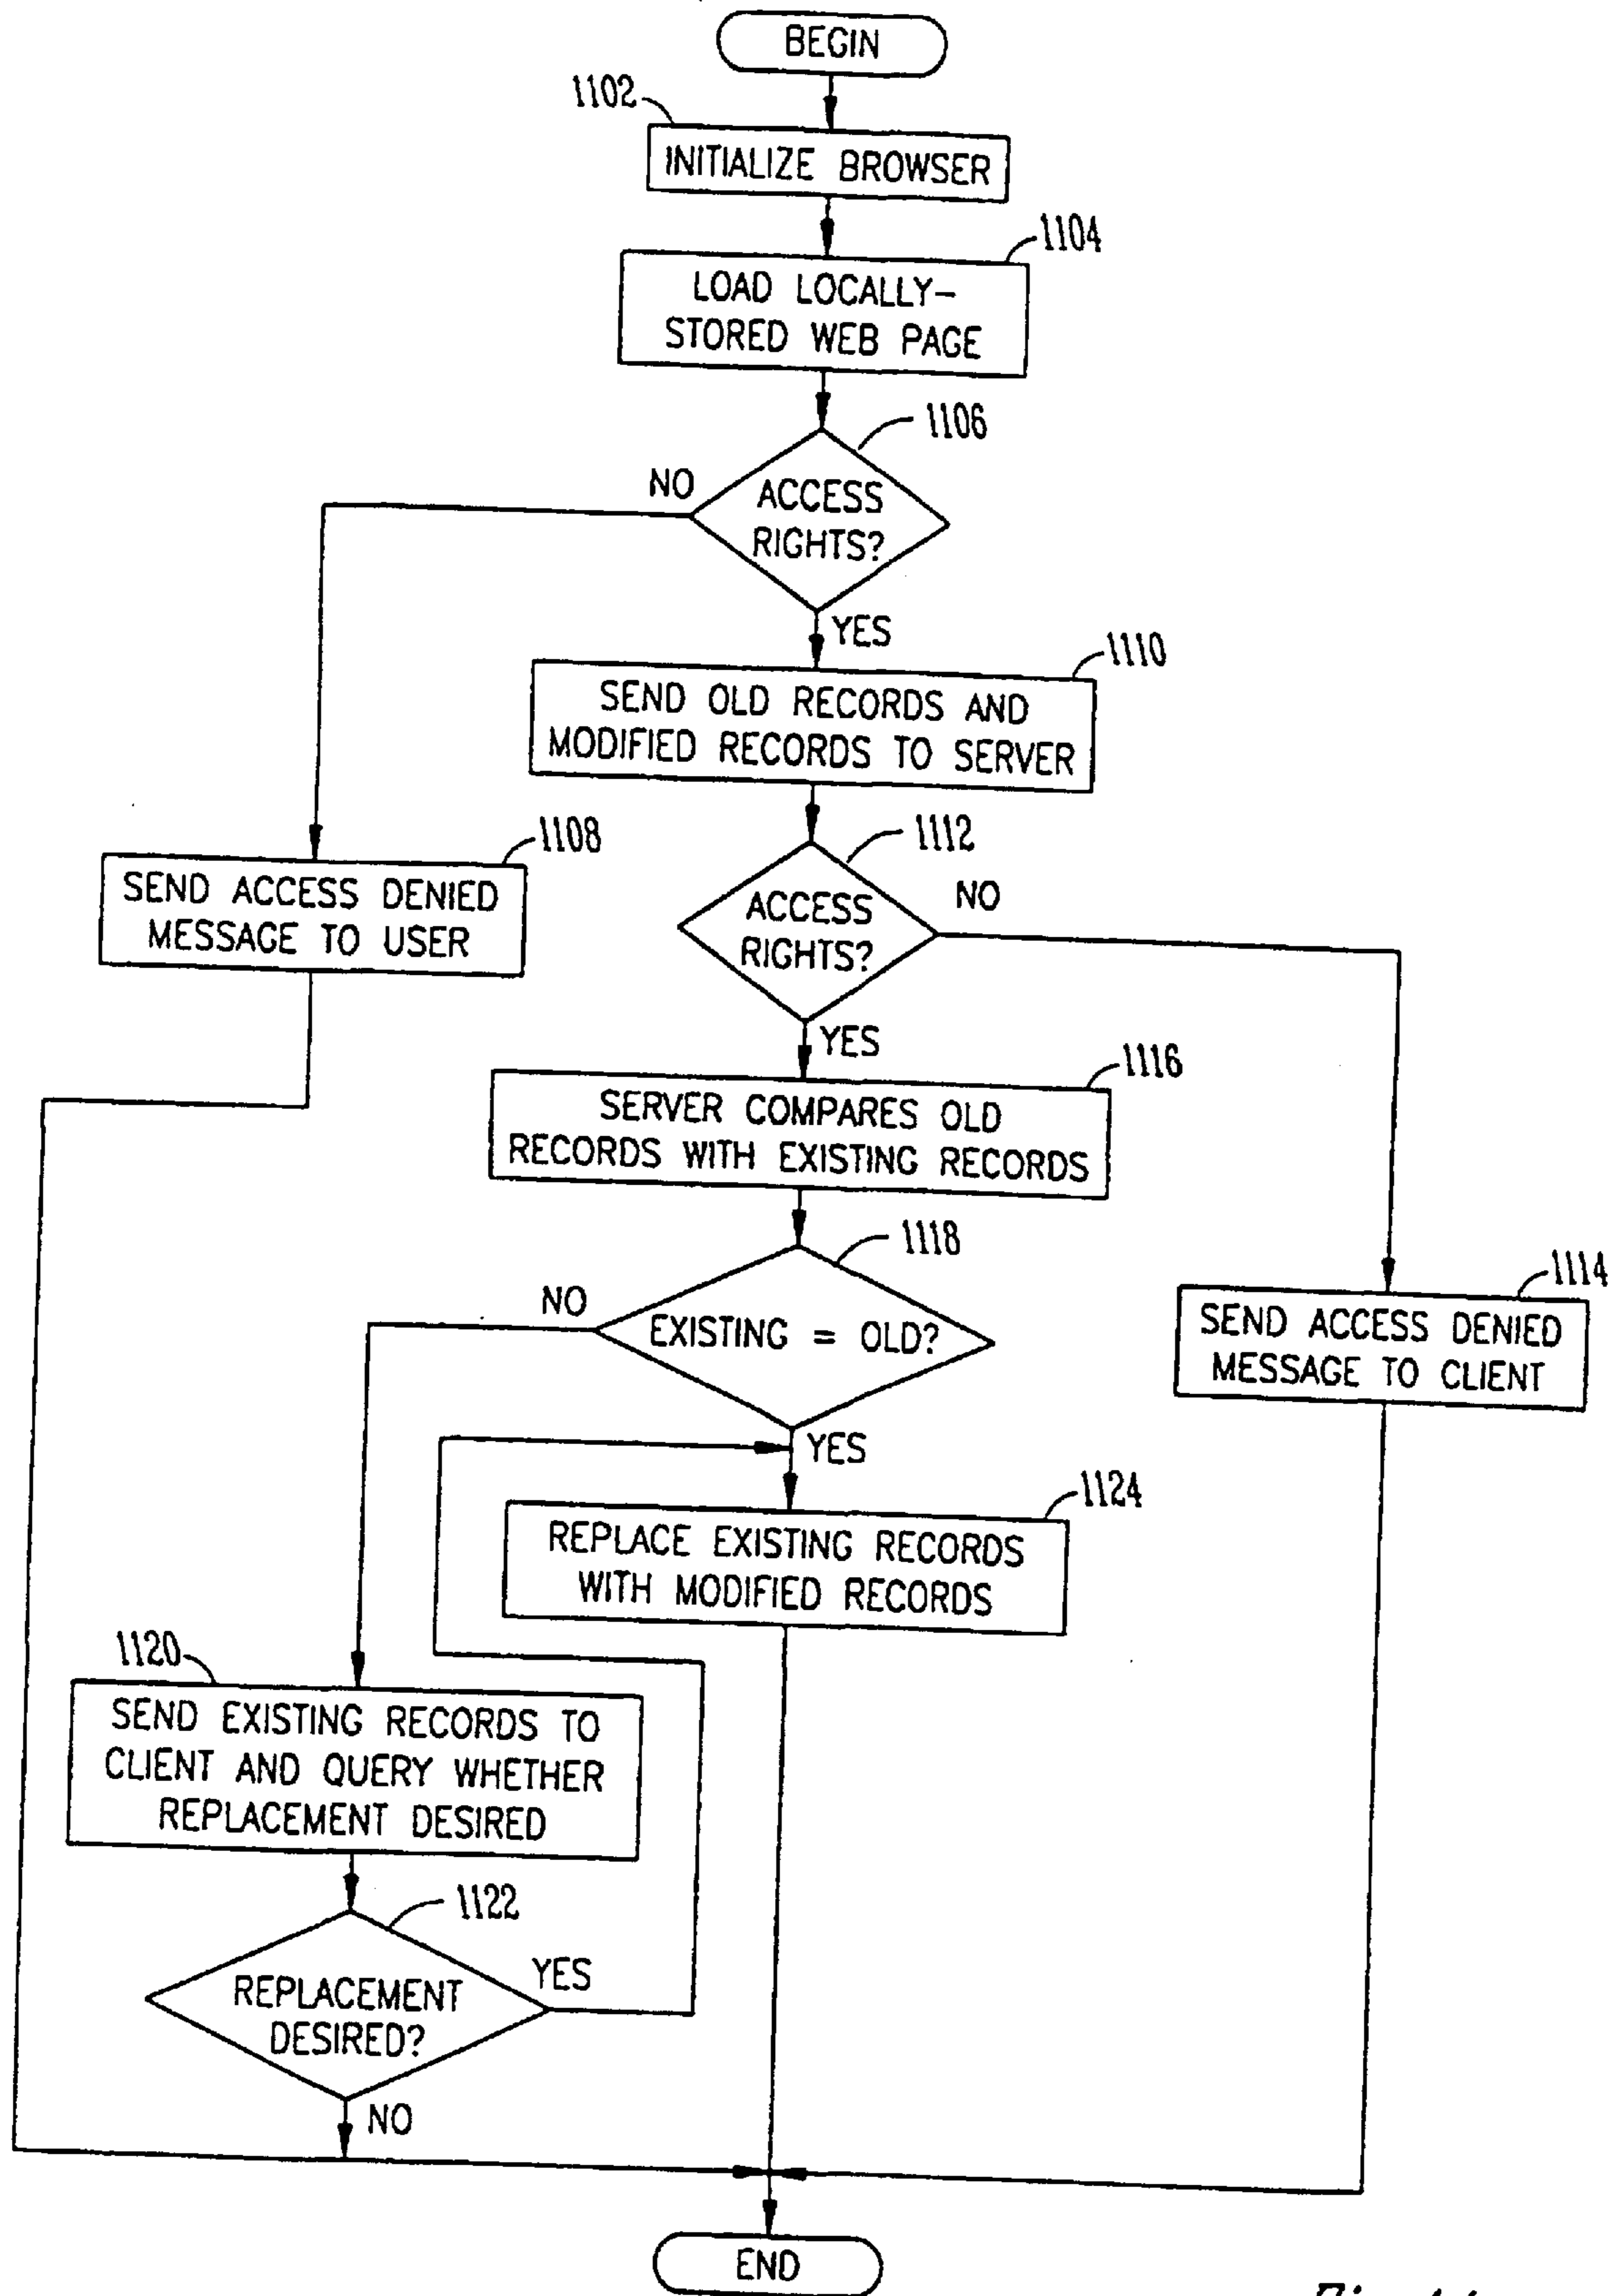 BEGIN
1102
INITIALIZE BROWSER
1104
LOAD LOCALLY-
STORED WEB PAGE
1106
NO
ACCESS
RIGHTS?
YES
1110
SEND OLD RECORDS AND
MODIFIED RECORDS TO SERVER
1108
SEND ACCESS DENIED
MESSAGE TO USER
1112
ACCESS
RIGHTS?
NO
YES
1116
SERVER COMPARES OLD
RECORDS WITH EXISTING RECORDS
1118
NO
EXISTING = OLD?
1114
SEND ACCESS DENIED
MESSAGE TO CLIENT
YES
1124
REPLACE EXISTING RECORDS
WITH MODIFIED RECORDS
1120
SEND EXISTING RECORDS TO
CLIENT AND QUERY WHETHER
REPLACEMENT DESIRED
1122
YES
REPLACEMENT
DESIRED?
NO
END